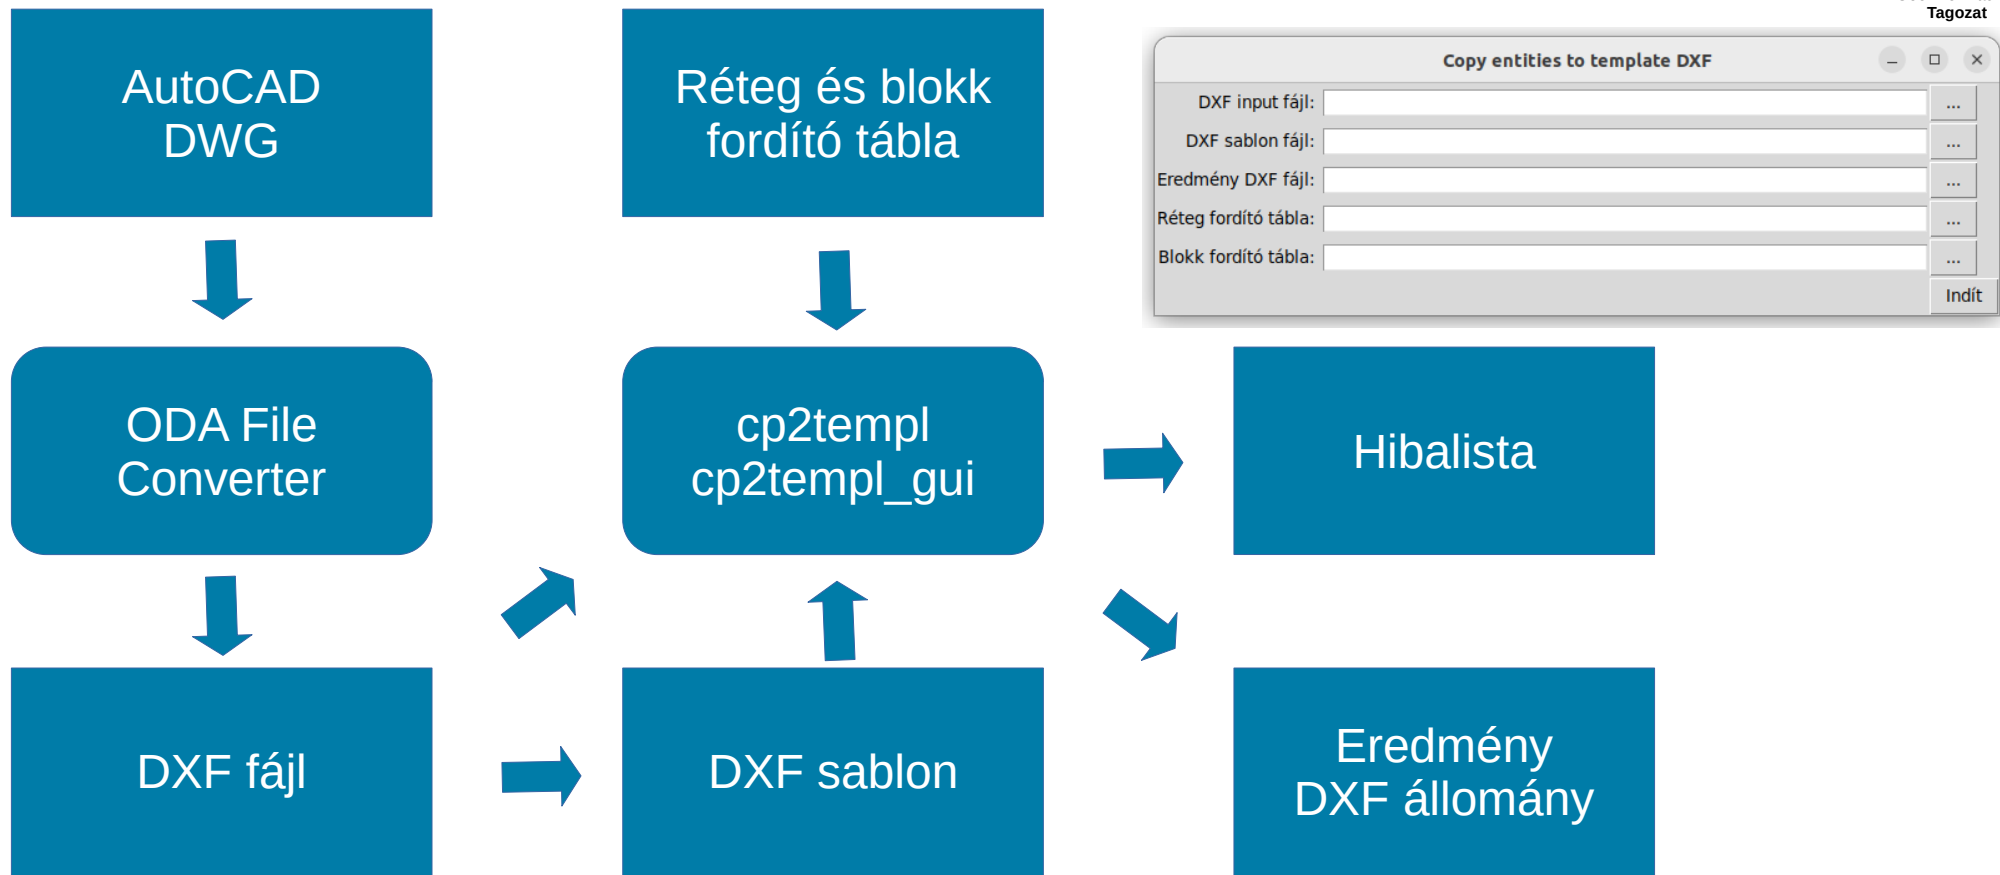 Tagozat
AutoCAD
DWG
Réteg és blokk
fordító tábla
Copy entities to template DXF
DXF input fájl:
...
DXF sablon fájl:
...
Eredmény DXF fájl:
...
Réteg fordító tábla:
...
Blokk fordító tábla:
...
Indít
ODA File
Converter
cp2templ
cp2templ_gui
Hibalista
DXF fájl
DXF sablon
Eredmény
DXF állomány